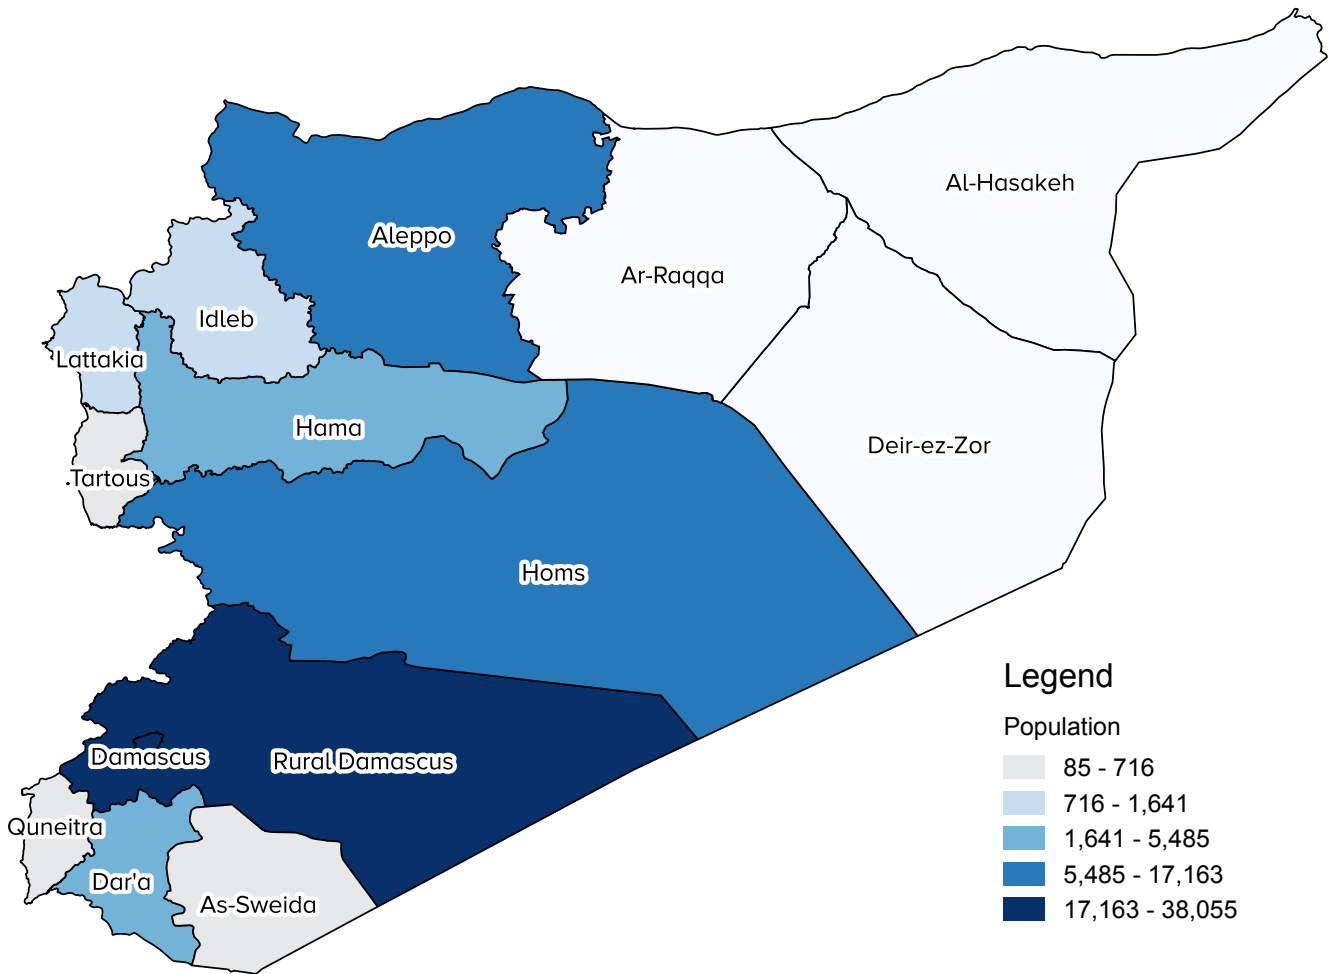 Al-Hasakeh
Aleppo
Ar-Raqqa
Idleb
Lattakia
Hama
Deir-ez-Zor
Tartous
Homs
Damascus
Rural Damascus
Quneitra
Dar'a
As-Sweida
Legend
Population
85 - 716
716 - 1,641
1,641 - 5,485
5,485 - 17,163
17,163 - 38,055